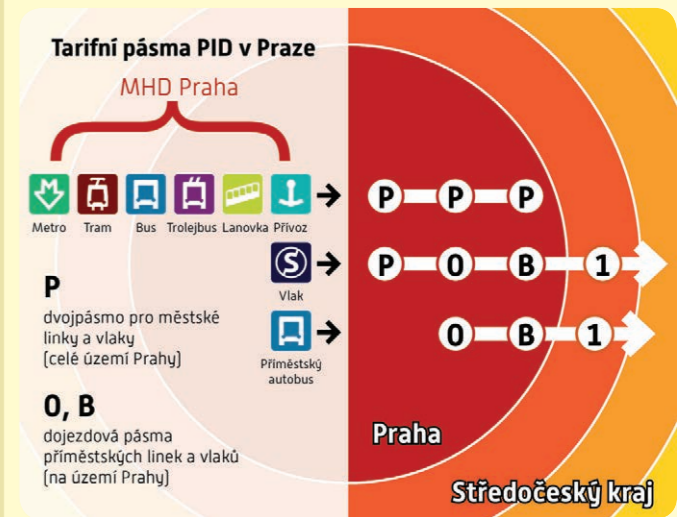 Tarifní pásma PID v Praze
MHD Praha
Metro Tram Bus Trolejbus Lanovka Přívoz
P P P
S
Vlak
P 0 B 1
P
dvojpásmo pro městské
linky a vlaky
(celé území Prahy)
Příměstský
autobus
0 B 1
0, B
dojezdová pásma
příměstských linek a vlaků
(na území Prahy)
Praha
Středočeský kraj